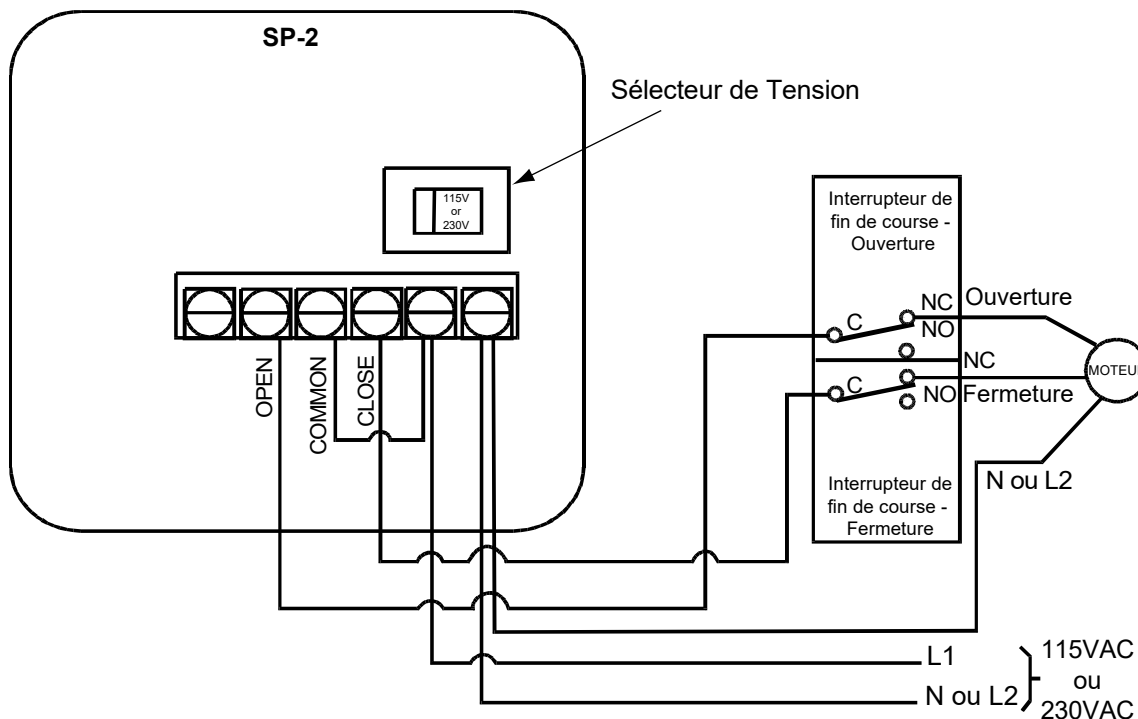 SP-2
Sélecteur de Tension
115V
or
230V
Interrupteur de
fin de course -
Ouverture
OPEN
COMMON
CLOSE
C
NC
Ouverture
NO
NC
C
NO
Fermeture
MOTEUR
N ou L2
Interrupteur de
fin de course -
Fermeture
L1
N ou L2
115VAC
ou
230VAC